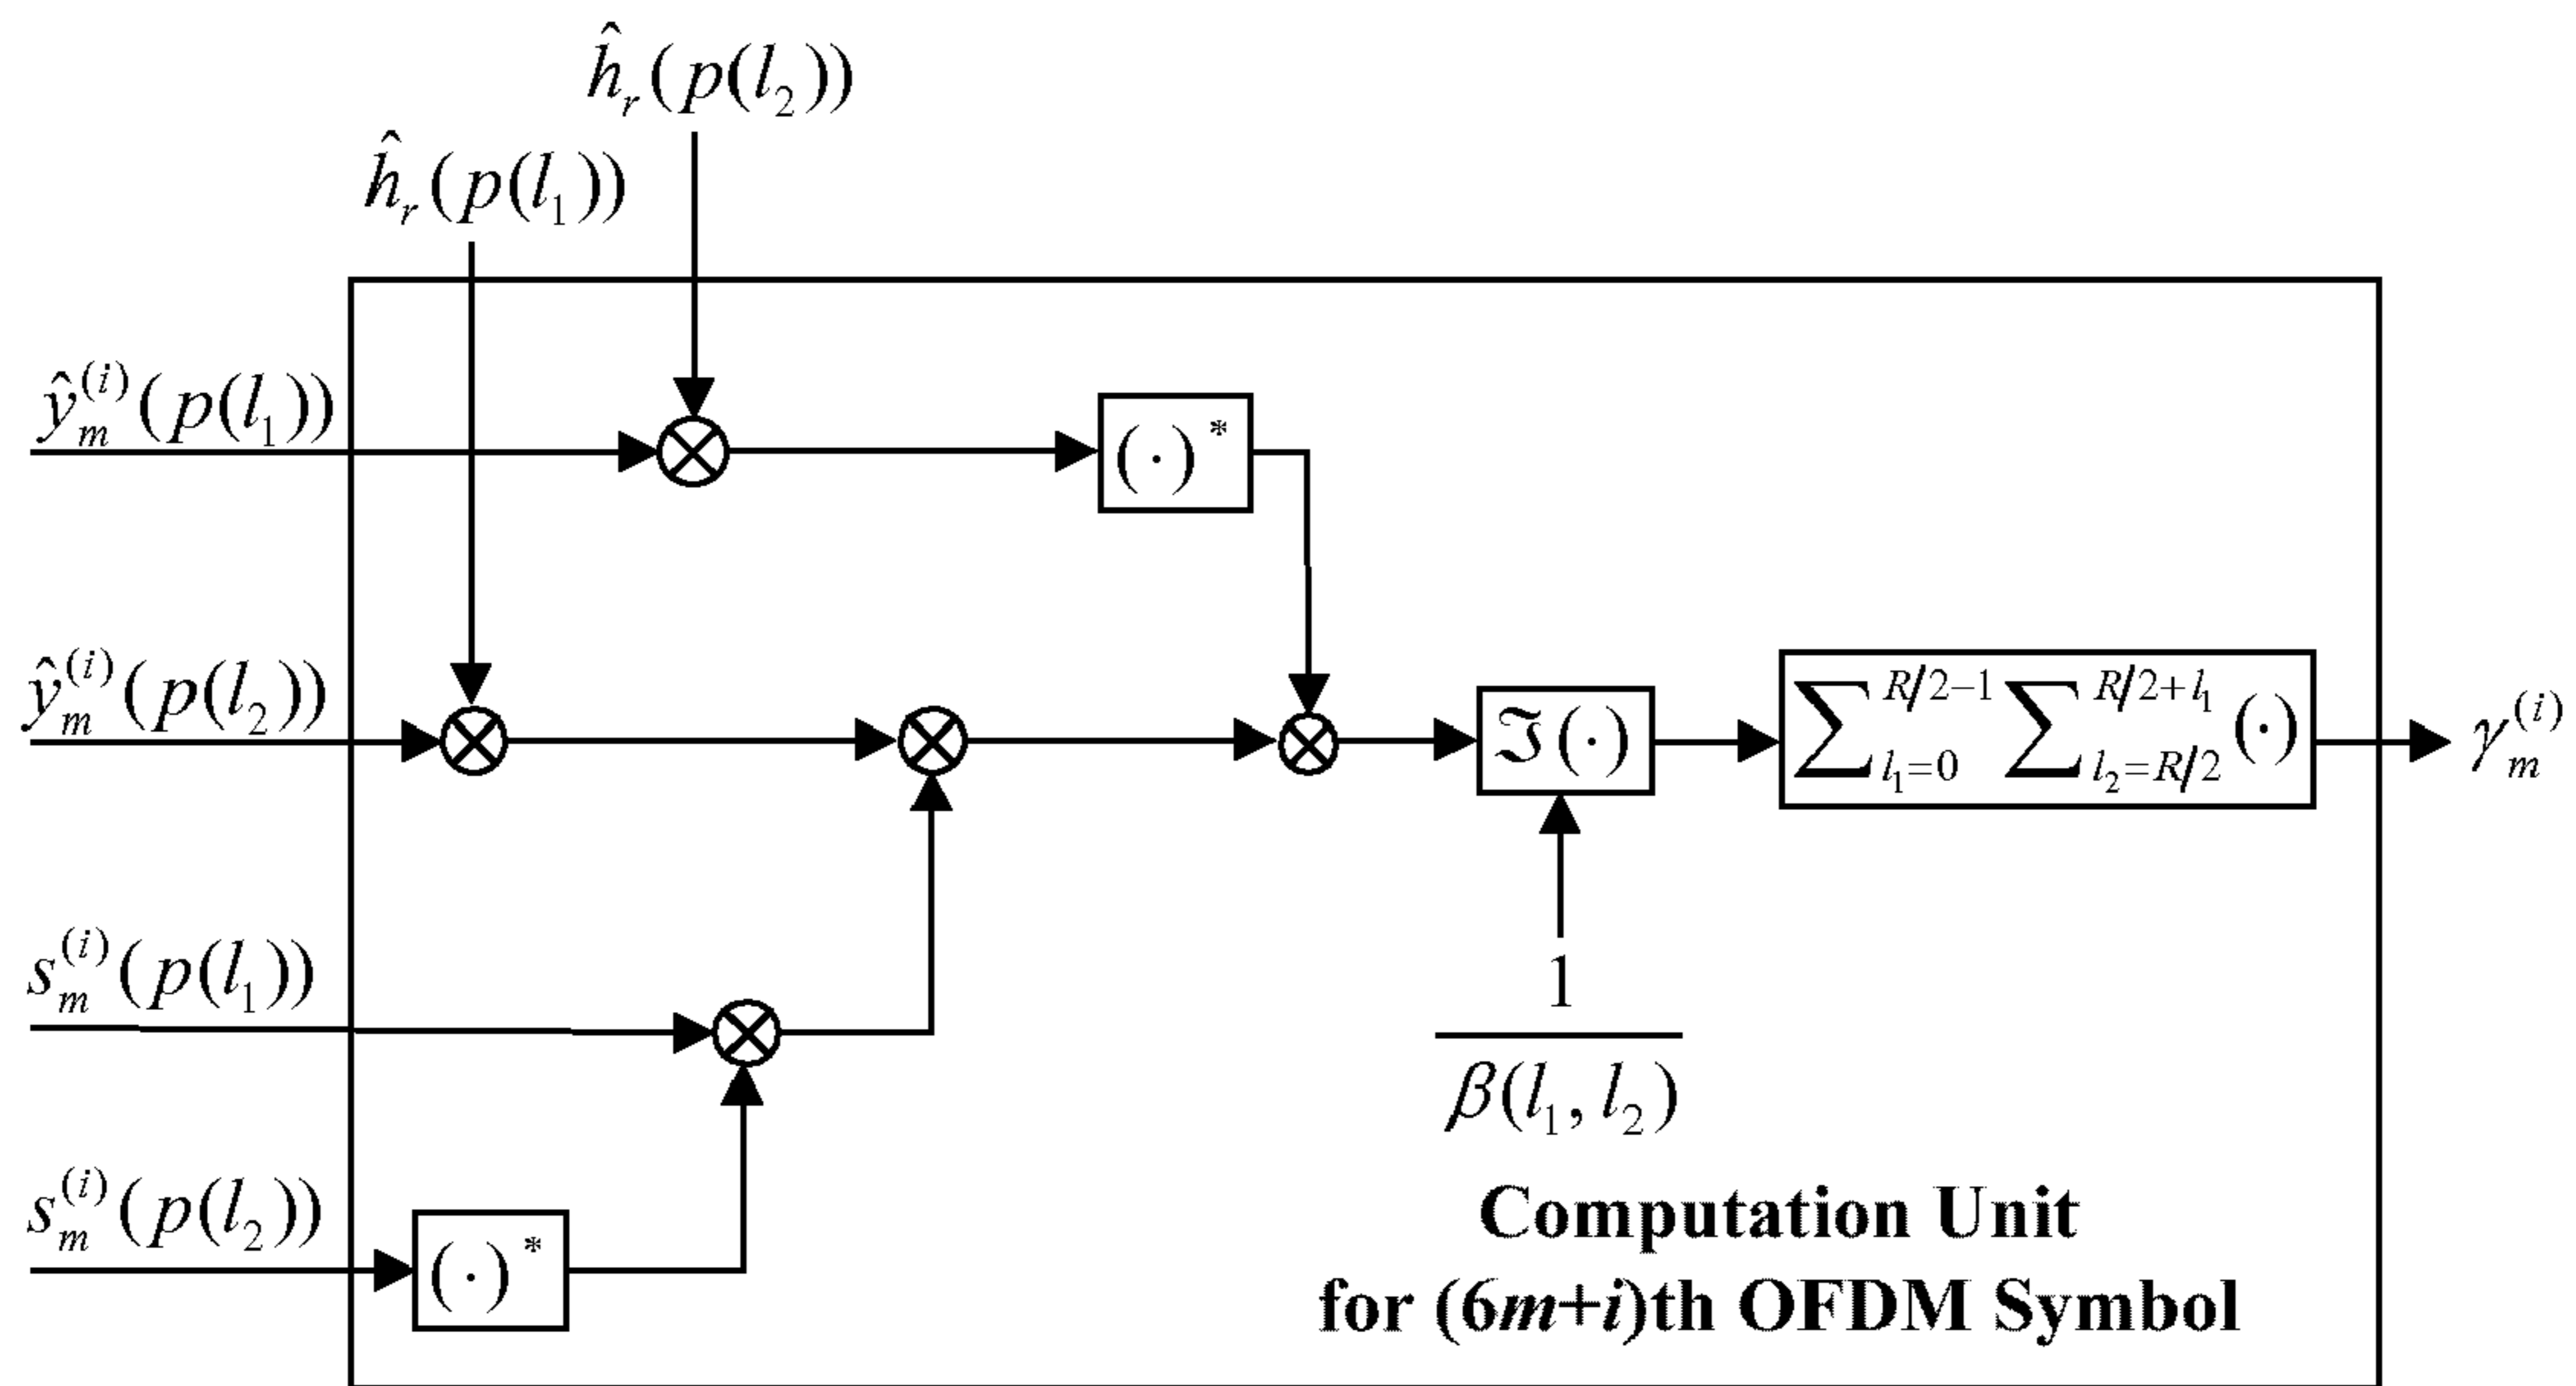 ĥ_r(p(l_2))
ĥ_r(p(l_1))
ŷ_m^{(i)}(p(l_1))
(·)^*
ŷ_m^{(i)}(p(l_2))
ℑ(·)
∑_{l_1=0}^{R/2−1} ∑_{l_2=R/2}^{R/2+l_1} (·)
γ_m^{(i)}
s_m^{(i)}(p(l_1))
1
β(l_1, l_2)
s_m^{(i)}(p(l_2))
(·)^*
Computation Unit
for (6m+i)th OFDM Symbol